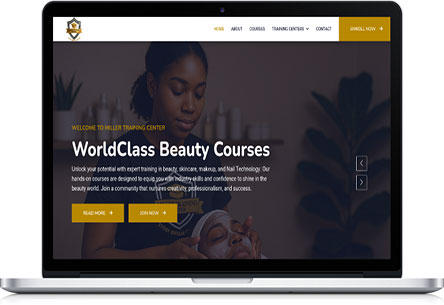 HOME ABOUT COURSES TRAINING CENTERS CONTACT ENROLL NOW
WELCOME TO MILLER TRAINING CENTER
WorldClass Beauty Courses
Unlock your potential with expert training in beauty, skincare, makeup, and Nail Technology. Our
hands-on courses are designed to equip you with industry skills and confidence to shine in the
beauty world. Join a community that nurtures creativity, professionalism, and success.
READ MORE JOIN NOW